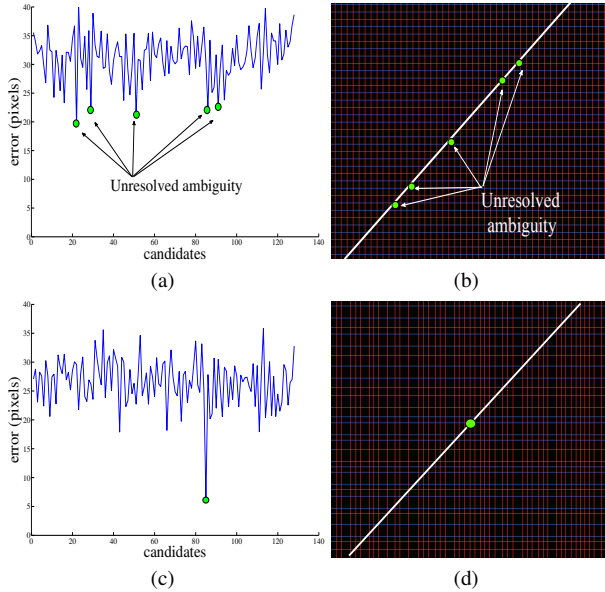 40
35
30
25
20
15
10
5
0
error (pixels)
Unresolved ambiguity
0 20 40 60 80 100 120 140
candidates
(a)
Unresolved
ambiguity
(b)
40
35
30
25
20
15
10
5
0
error (pixels)
0 20 40 60 80 100 120 140
candidates
(c)
(d)